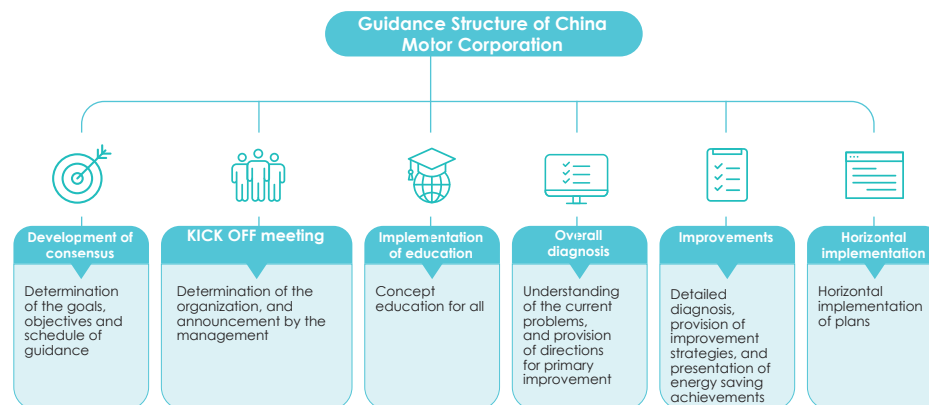 Guidance Structure of China
Motor Corporation
Development of
consensus
Determination
of the goals,
objectives and
schedule of
guidance
KICK OFF meeting
Determination of the
organization, and
announcement by the
management
Implementation
of education
Concept
education for all
Overall
diagnosis
Understanding
of the current
problems,
and provision
of directions
for primary
improvement
Improvements
Detailed
diagnosis,
provision of
improvement
strategies, and
presentation of
energy saving
achievements
Horizontal
implementation
Horizontal
implementation
of plans